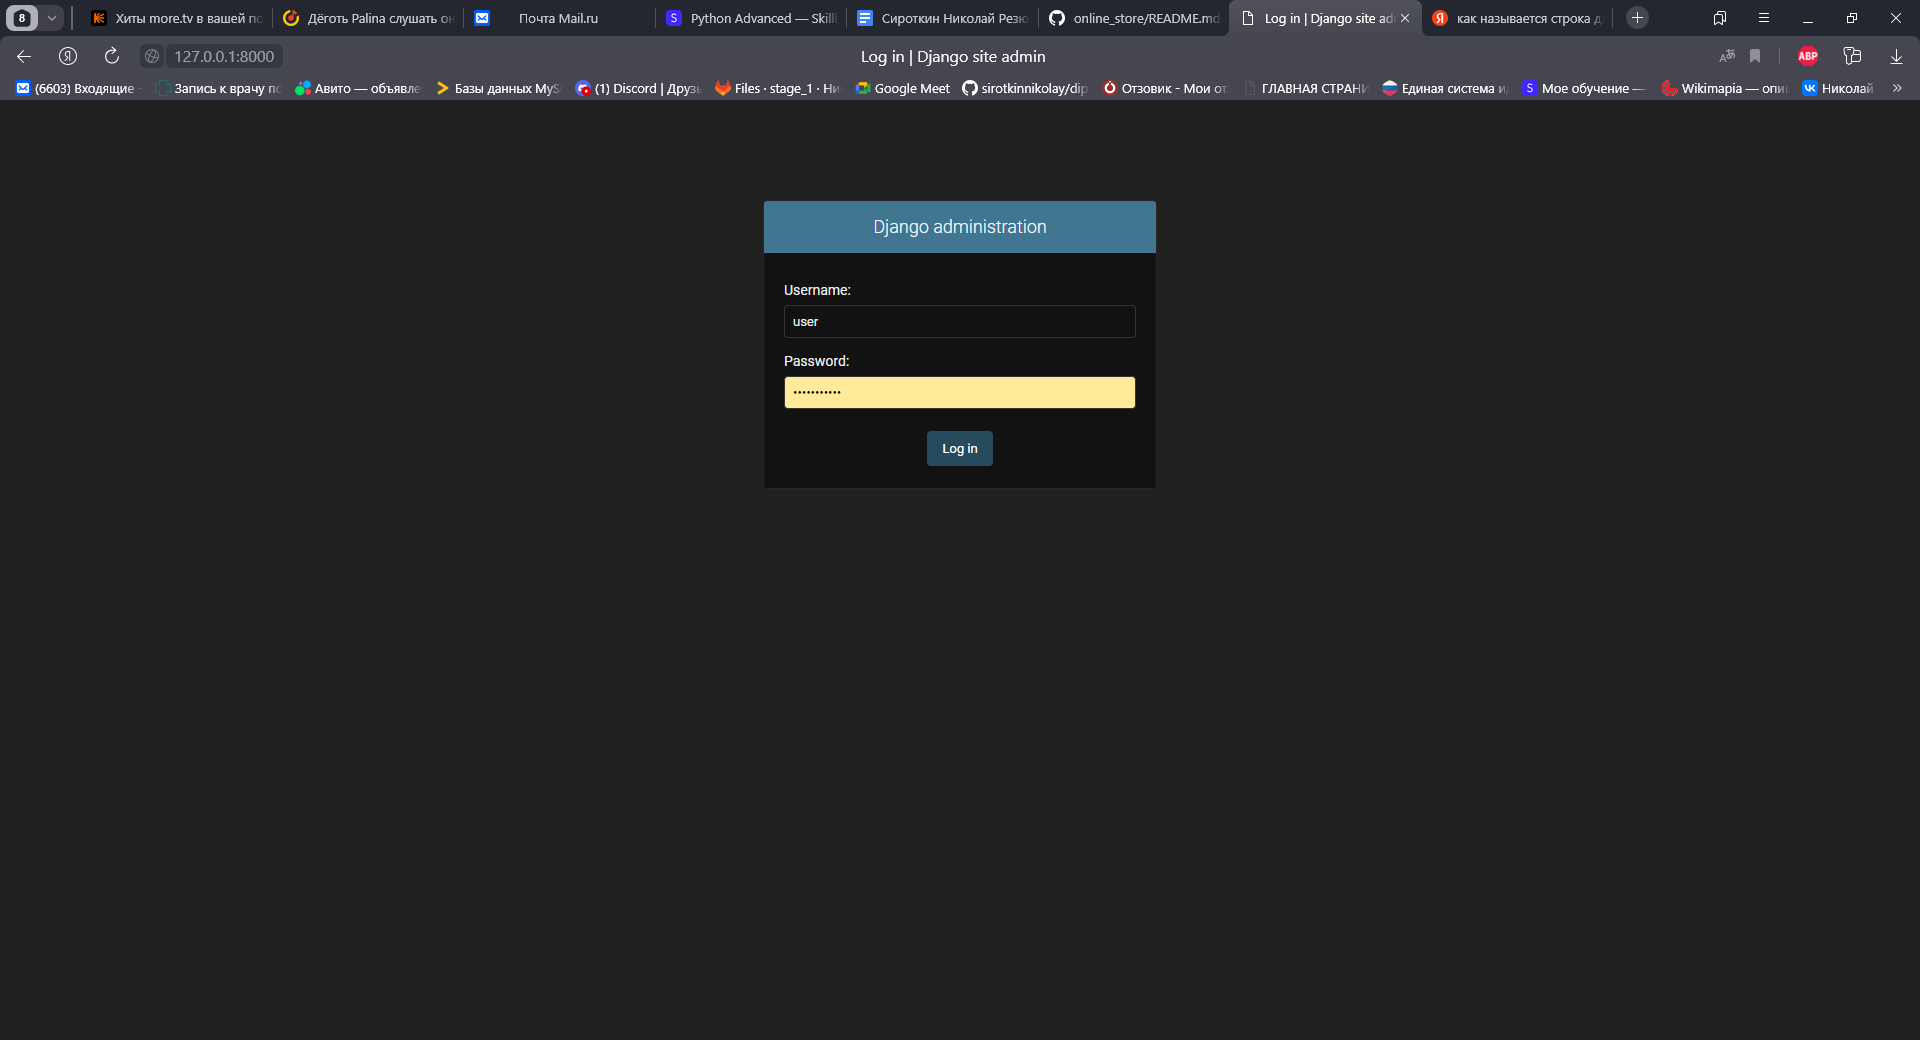 8
Хиты more.tv в вашей по
Дёготь Palina слушать он
Почта Mail.ru
S Python Advanced — Skill
Сироткин Николай Резю
online_store/README.md
Log in | Django site ad
Я как называется строка д
Я 127.0.0.1:8000
Log in | Django site admin
ABP
(6603) Входящие -
Запись к врачу по
Авито — объявле
Базы данных MyS
(1) Discord | Друзь
Files · stage_1 · Ни
Google Meet
sirotkinnikolay/dip
Отзовик - Мои от
ГЛАВНАЯ СТРАНИ
Единая система и
S Мое обучение —
Wikimapia — опи
Николай
»
Django administration
Username:
user
Password:
•••••••••••
Log in